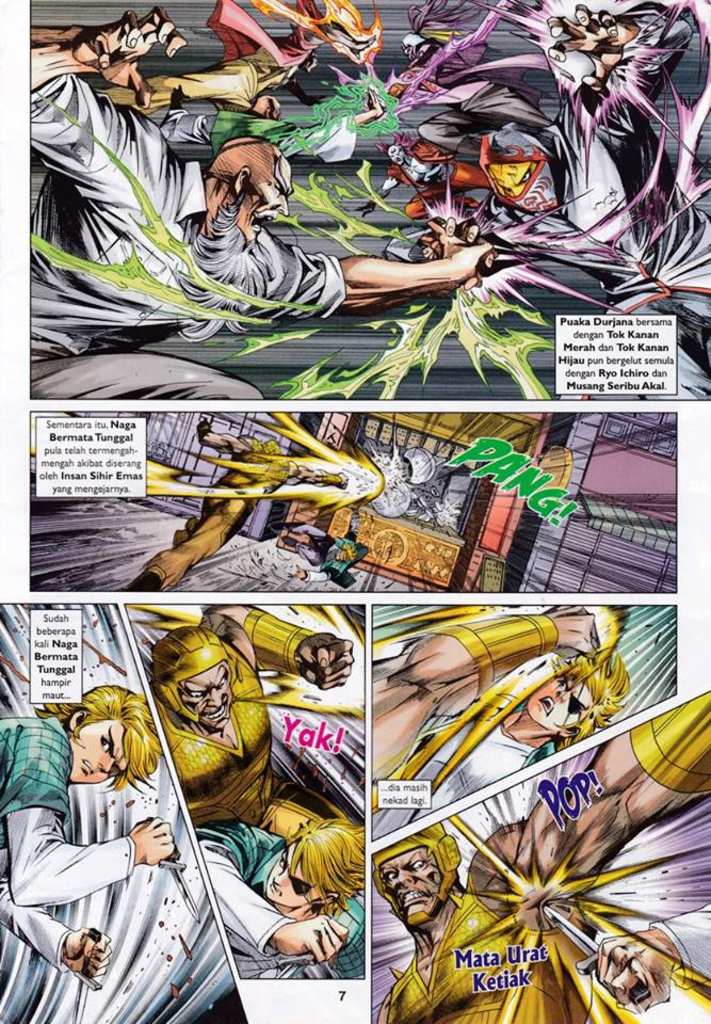 Puaka Durjana bersama
dengan Tok Kanan
Merah dan Tok Kanan
Hijau pun bergelut semula
dengan Ryo Ichiro dan
Musang Seribu Akal.
Sementara itu, Naga
Bermata Tunggal
pula telah termengah-
mengah akibat diserang
oleh Insan Sihir Emas
yang mengejarnya.
PANG!
Sudah
beberapa
kali Naga
Bermata
Tunggal
hampir
maut...
Yak!
...dia masih
nekad lagi.
POP!
Mata Urat
Ketiak
7